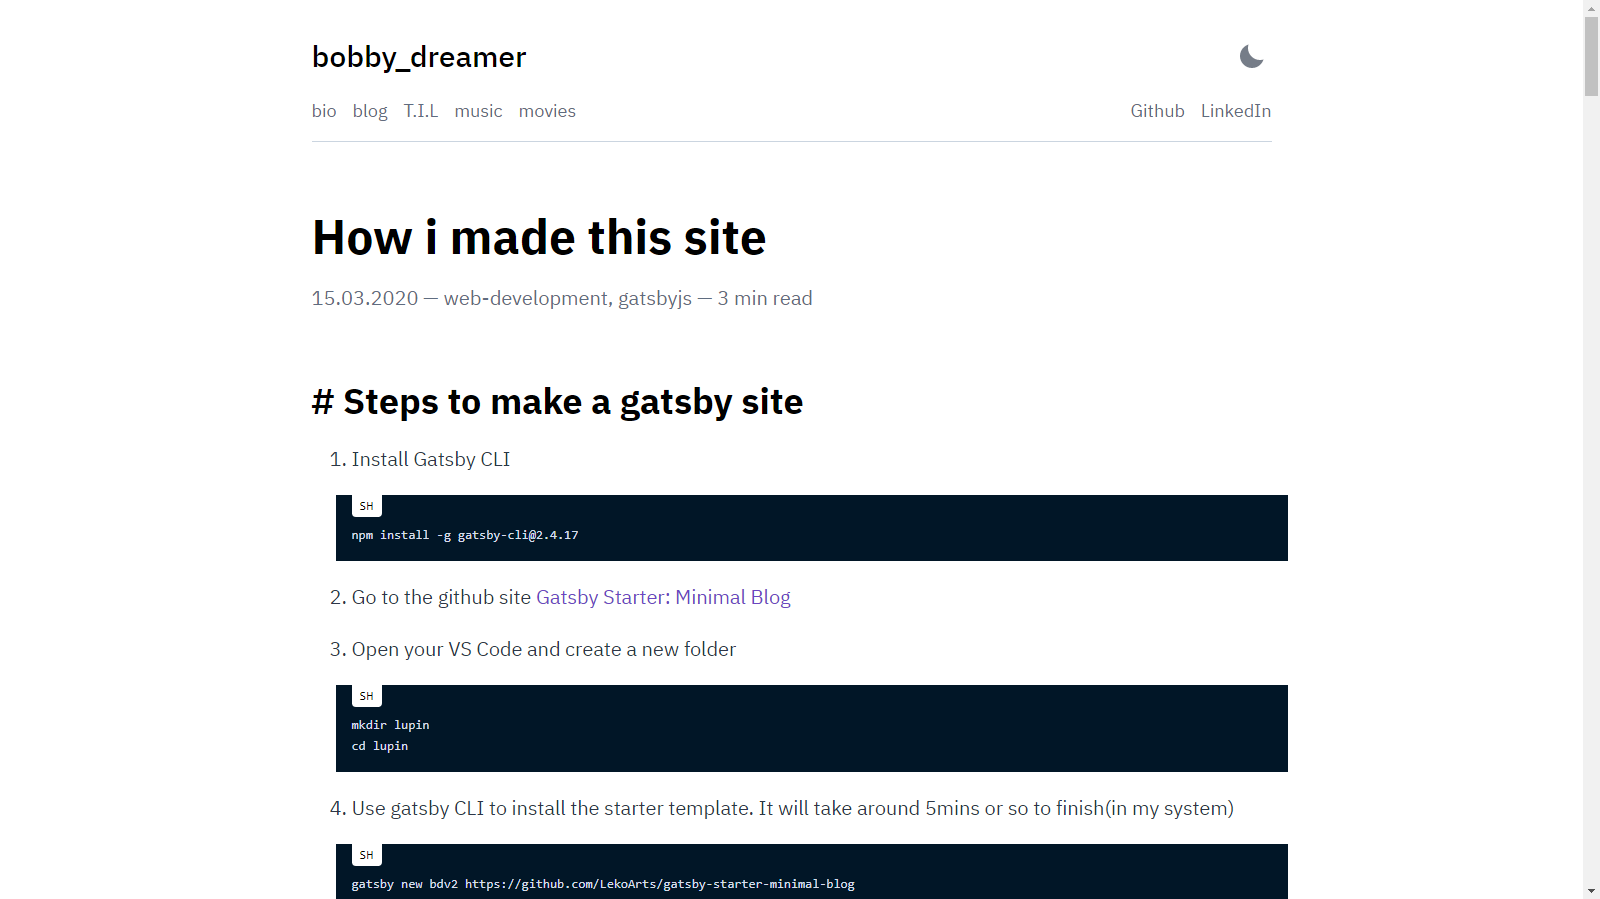 bobby_dreamer
bio blog T.I.L music movies Github LinkedIn
How i made this site
15.03.2020 — web-development, gatsbyjs — 3 min read
# Steps to make a gatsby site
1. Install Gatsby CLI
SH
npm install -g gatsby-cli@2.4.17
2. Go to the github site Gatsby Starter: Minimal Blog
3. Open your VS Code and create a new folder
SH
mkdir lupin
cd lupin
4. Use gatsby CLI to install the starter template. It will take around 5mins or so to finish(in my system)
SH
gatsby new bdv2 https://github.com/LekoArts/gatsby-starter-minimal-blog